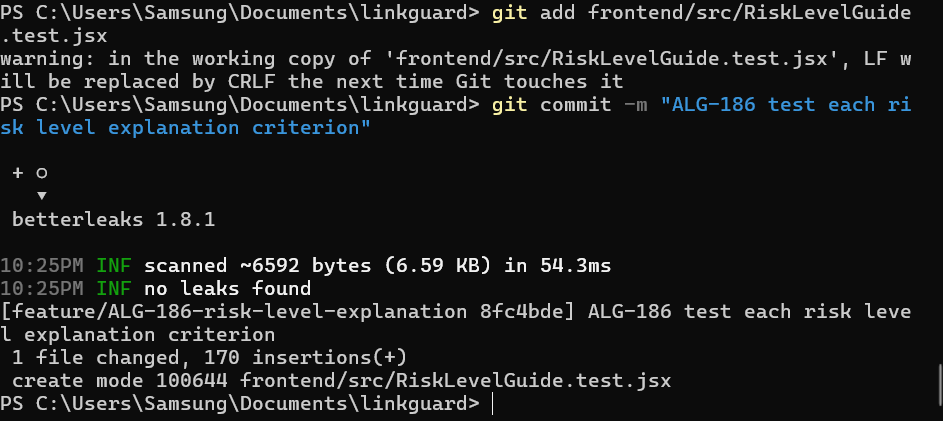 PS C:\Users\Samsung\Documents\linkguard> git add frontend/src/RiskLevelGuide
.test.jsx
warning: in the working copy of 'frontend/src/RiskLevelGuide.test.jsx', LF w
ill be replaced by CRLF the next time Git touches it
PS C:\Users\Samsung\Documents\linkguard> git commit -m "ALG-186 test each ri
sk level explanation criterion"
+ ○
▾
betterleaks 1.8.1
10:25PM INF scanned ~6592 bytes (6.59 KB) in 54.3ms
10:25PM INF no leaks found
[feature/ALG-186-risk-level-explanation 8fc4bde] ALG-186 test each risk leve
l explanation criterion
1 file changed, 170 insertions(+)
create mode 100644 frontend/src/RiskLevelGuide.test.jsx
PS C:\Users\Samsung\Documents\linkguard>